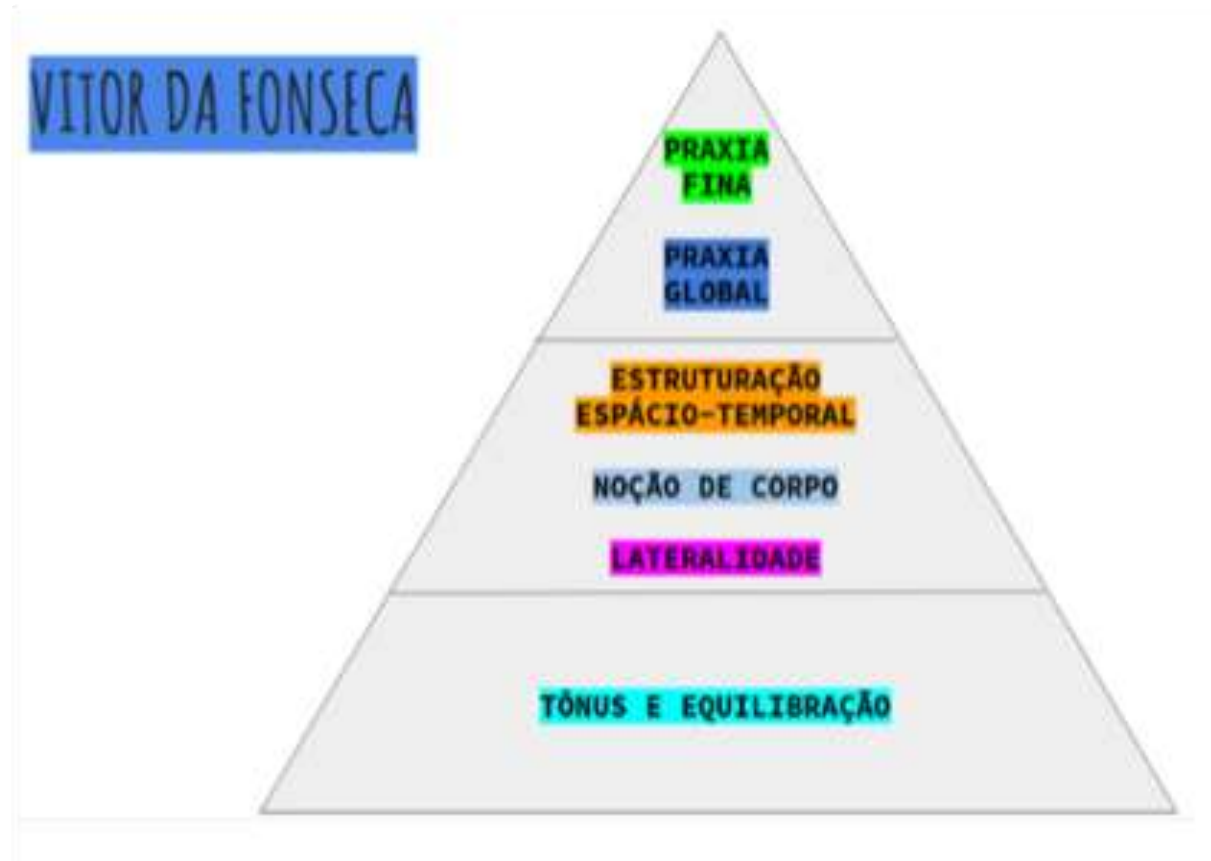 VITOR DA FONSECA
PRAXIA
FINA
PRAXIA
GLOBAL
ESTRUTURAÇÃO
ESPÁCIO-TEMPORAL
NOÇÃO DE CORPO
LATERALIDADE
TÔNUS E EQUILIBRAÇÃO